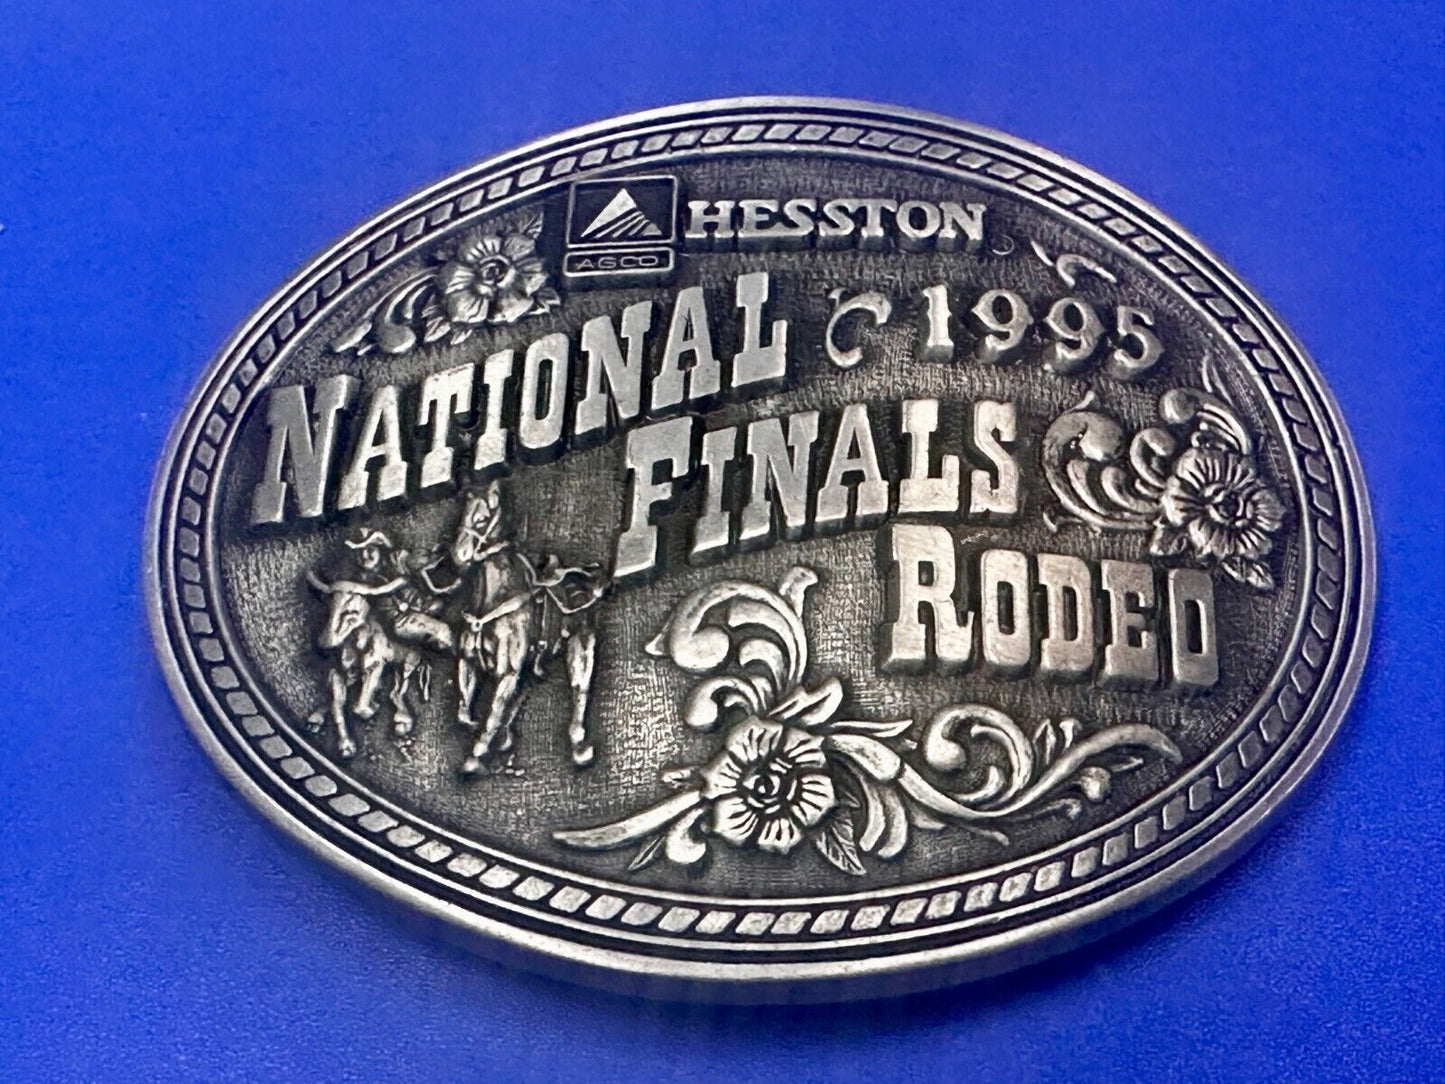 HESSTON
AGCO
1995
NATIONAL
FINALS
RODEO